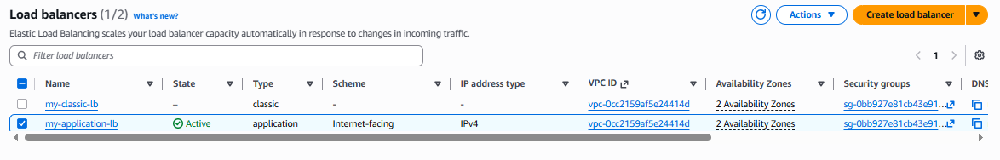 Load balancers (1/2) What's new?
Actions
Create load balancer
Elastic Load Balancing scales your load balancer capacity automatically in response to changes in incoming traffic.
Filter load balancers
1
Name State Type Scheme IP address type VPC ID Availability Zones Security groups DNS
my-classic-lb – classic - - vpc-0cc2159af5e24414d 2 Availability Zones sg-0bb927e81cb43e91...
my-application-lb Active application Internet-facing IPv4 vpc-0cc2159af5e24414d 2 Availability Zones sg-0bb927e81cb43e91...